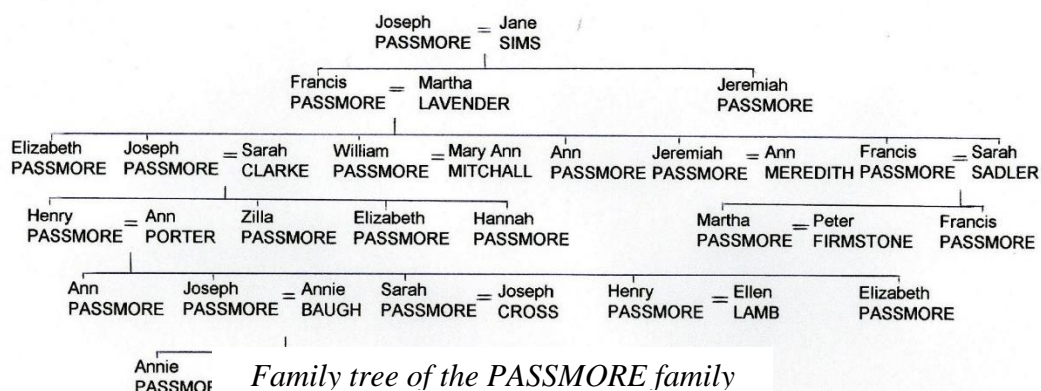 Joseph Jane
PASSMORE = SIMS
Francis Martha Jeremiah
PASSMORE = LAVENDER PASSMORE
Elizabeth Joseph Sarah William Mary Ann Ann Jeremiah Ann Francis Sarah
PASSMORE PASSMORE = CLARKE PASSMORE = MITCHALL PASSMORE PASSMORE = MEREDITH PASSMORE = SADLER
Henry Ann Zilla Elizabeth Hannah Martha Peter Francis
PASSMORE = PORTER PASSMORE PASSMORE PASSMORE PASSMORE = FIRMSTONE PASSMORE
Ann Joseph Annie Sarah Joseph Henry Ellen Elizabeth
PASSMORE PASSMORE = BAUGH PASSMORE = CROSS PASSMORE = LAMB PASSMORE
Annie
PASSMOR
Family tree of the PASSMORE family